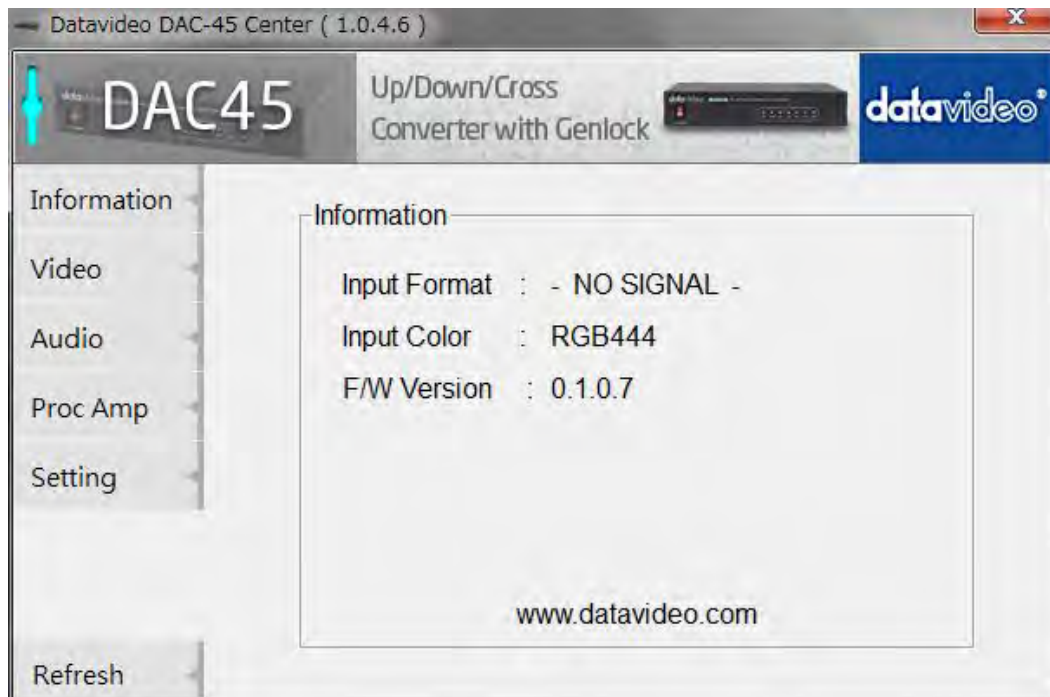 Datavideo DAC-45 Center ( 1.0.4.6 )
X
DAC45
Up/Down/Cross
Converter with Genlock
datavideo
Information
Video
Audio
Proc Amp
Setting
Refresh
Information
Input Format : - NO SIGNAL -
Input Color : RGB444
F/W Version : 0.1.0.7
www.datavideo.com